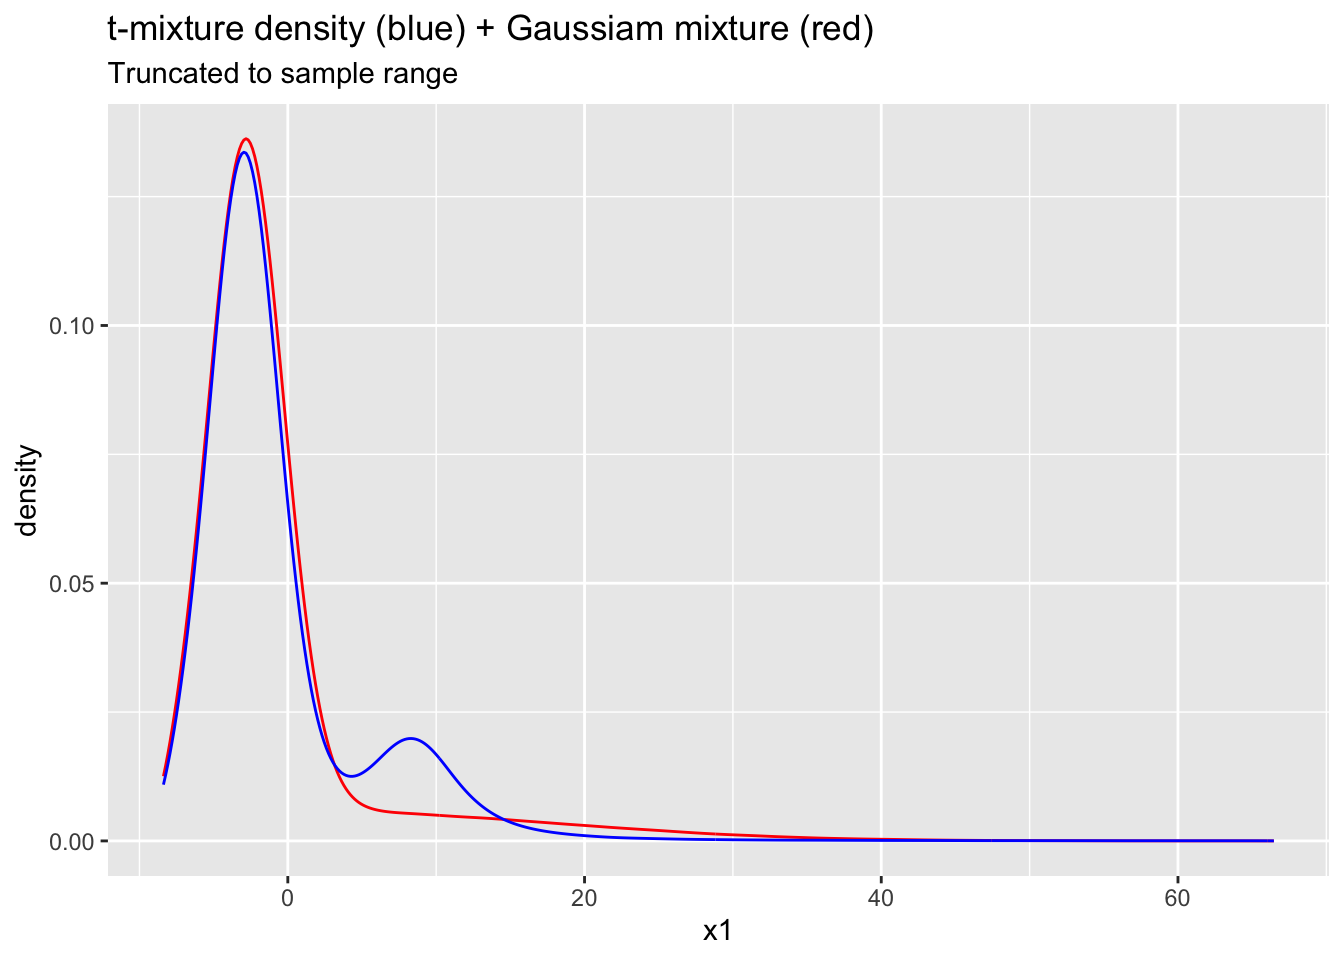 t-mixture density (blue) + Gaussiam mixture (red)
Truncated to sample range
density
0.10
0.05
0.00
0 20 40 60
x1